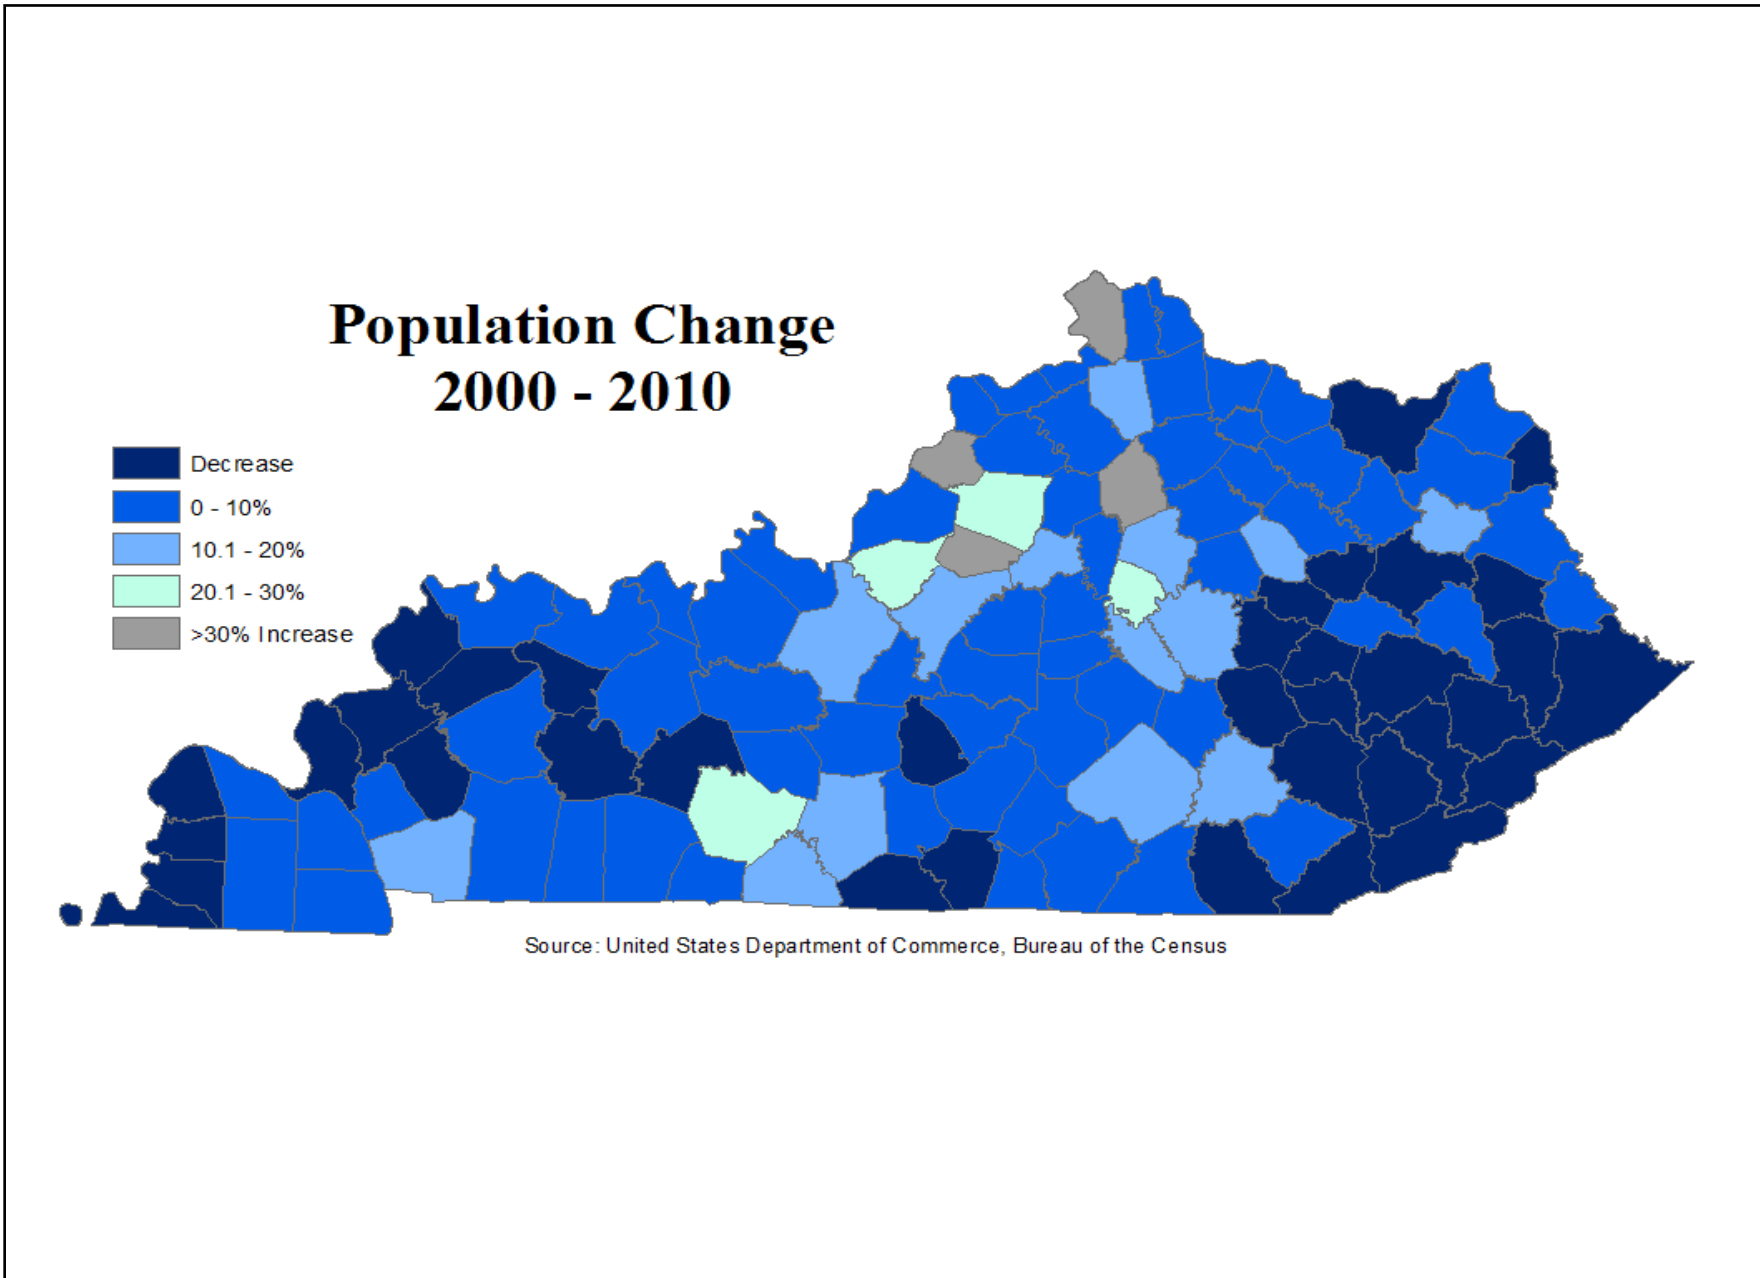 Population Change
2000 - 2010
Decrease
0 - 10%
10.1 - 20%
20.1 - 30%
>30% Increase
Source: United States Department of Commerce, Bureau of the Census